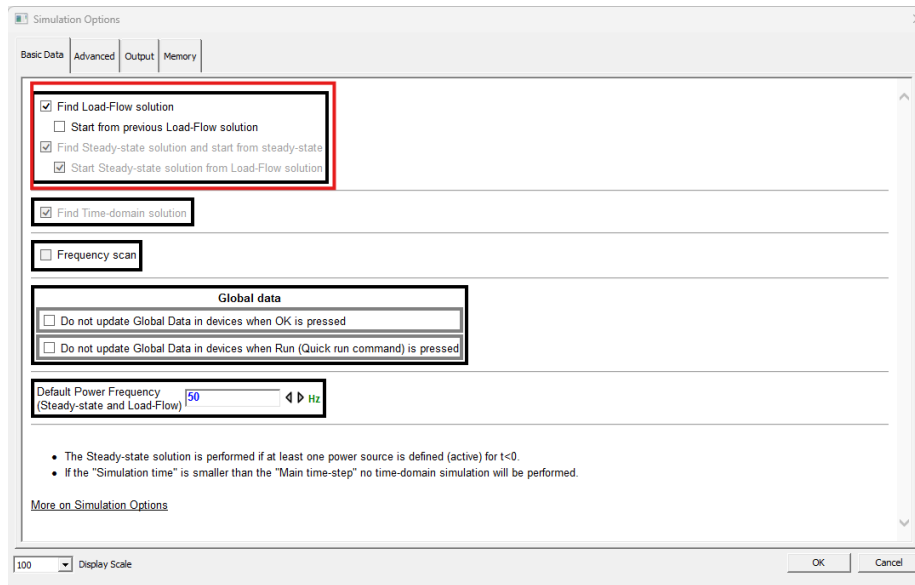 Simulation Options
Basic Data Advanced Output Memory
Find Load-Flow solution
Start from previous Load-Flow solution
Find Steady-state solution and start from steady-state
Start Steady-state solution from Load-Flow solution
Find Time-domain solution
Frequency scan
Global data
Do not update Global Data in devices when OK is pressed
Do not update Global Data in devices when Run (Quick run command) is pressed
Default Power Frequency
(Steady-state and Load-Flow) 50 Hz
• The Steady-state solution is performed if at least one power source is defined (active) for t<0.
• If the "Simulation time" is smaller than the "Main time-step" no time-domain simulation will be performed.
More on Simulation Options
100 Display Scale OK Cancel